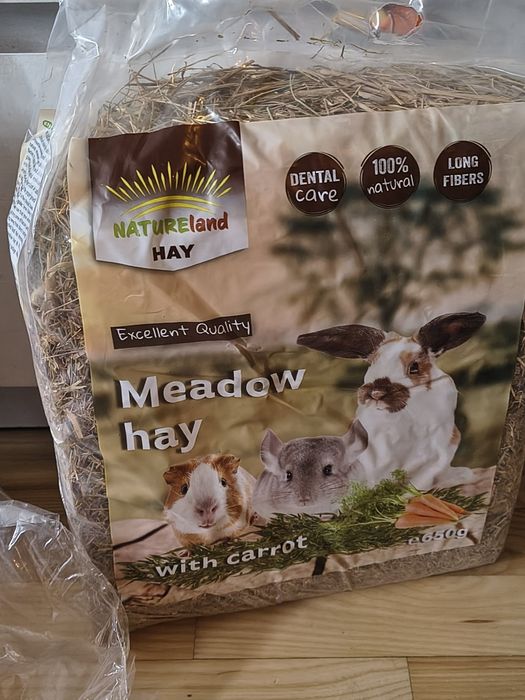 NATUREland
HAY
DENTAL
care
100%
natural
LONG
FIBERS
Excellent Quality
Meadow
hay
with carrot
e650g